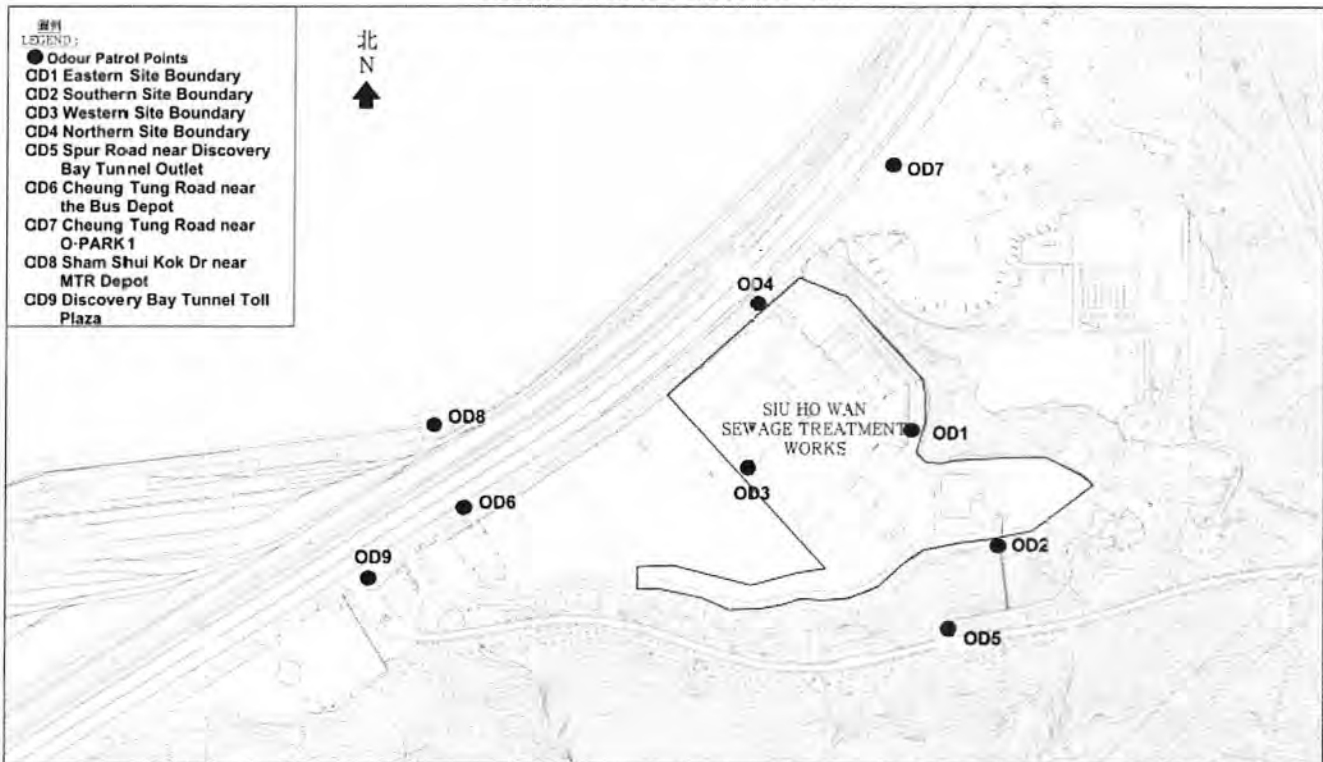 圖例
LEGEND:
Odour Patrol Points
OD1 Eastern Site Boundary
OD2 Southern Site Boundary
OD3 Western Site Boundary
OD4 Northern Site Boundary
OD5 Spur Road near Discovery
Bay Tunnel Outlet
OD6 Cheung Tung Road near
the Bus Depot
OD7 Cheung Tung Road near
O-PARK1
OD8 Sham Shui Kok Dr near
MTR Depot
OD9 Discovery Bay Tunnel Toll
Plaza
北
N
OD7
OD4
OD8
SIU HO WAN
SEWAGE TREATMENT
WORKS
OD1
OD3
OD6
OD2
OD9
OD5